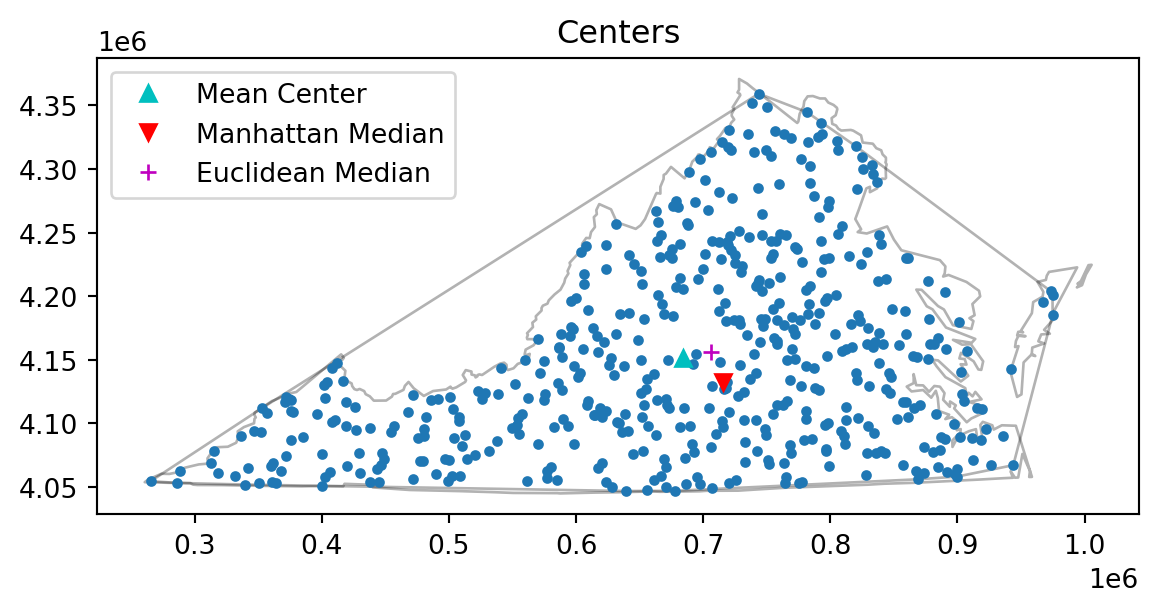 Centers
1e6
Mean Center
Manhattan Median
Euclidean Median
4.35
4.30
4.25
4.20
4.15
4.10
4.05
0.3 0.4 0.5 0.6 0.7 0.8 0.9 1.0
1e6